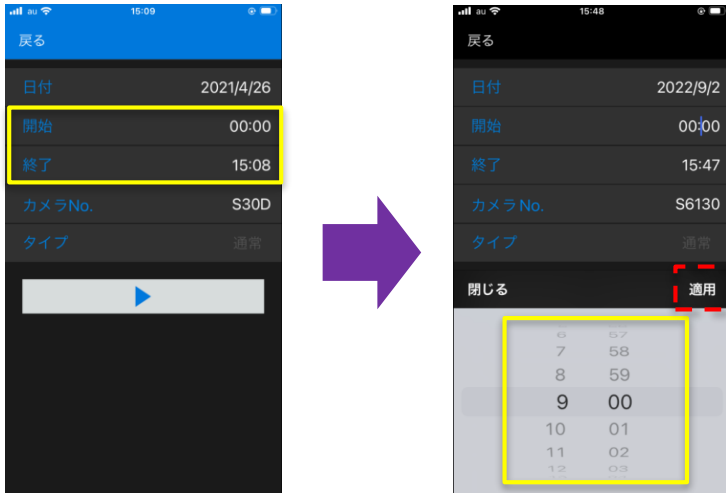 au 15:09
戻る
日付 2021/4/26
開始 00:00
終了 15:08
カメラNo. S30D
タイプ 通常
au 15:48
戻る
日付 2022/9/2
開始 00:00
終了 15:47
カメラNo. S6130
タイプ 通常
閉じる 適用
6 57
7 58
8 59
9 00
10 01
11 02
12 03